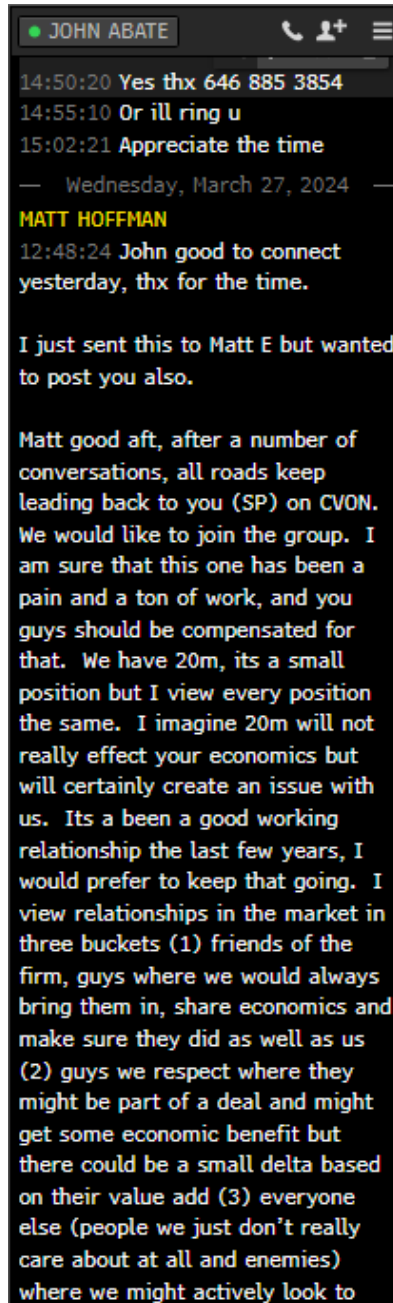 JOHN ABATE
14:50:20 Yes thx 646 885 3854
14:55:10 Or ill ring u
15:02:21 Appreciate the time
Wednesday, March 27, 2024
MATT HOFFMAN
12:48:24 John good to connect
yesterday, thx for the time.
I just sent this to Matt E but wanted
to post you also.
Matt good aft, after a number of
conversations, all roads keep
leading back to you (SP) on CVON.
We would like to join the group. I
am sure that this one has been a
pain and a ton of work, and you
guys should be compensated for
that. We have 20m, its a small
position but I view every position
the same. I imagine 20m will not
really effect your economics but
will certainly create an issue with
us. Its a been a good working
relationship the last few years, I
would prefer to keep that going. I
view relationships in the market in
three buckets (1) friends of the
firm, guys where we would always
bring them in, share economics and
make sure they did as well as us
(2) guys we respect where they
might be part of a deal and might
get some economic benefit but
there could be a small delta based
on their value add (3) everyone
else (people we just don't really
care about at all and enemies)
where we might actively look to